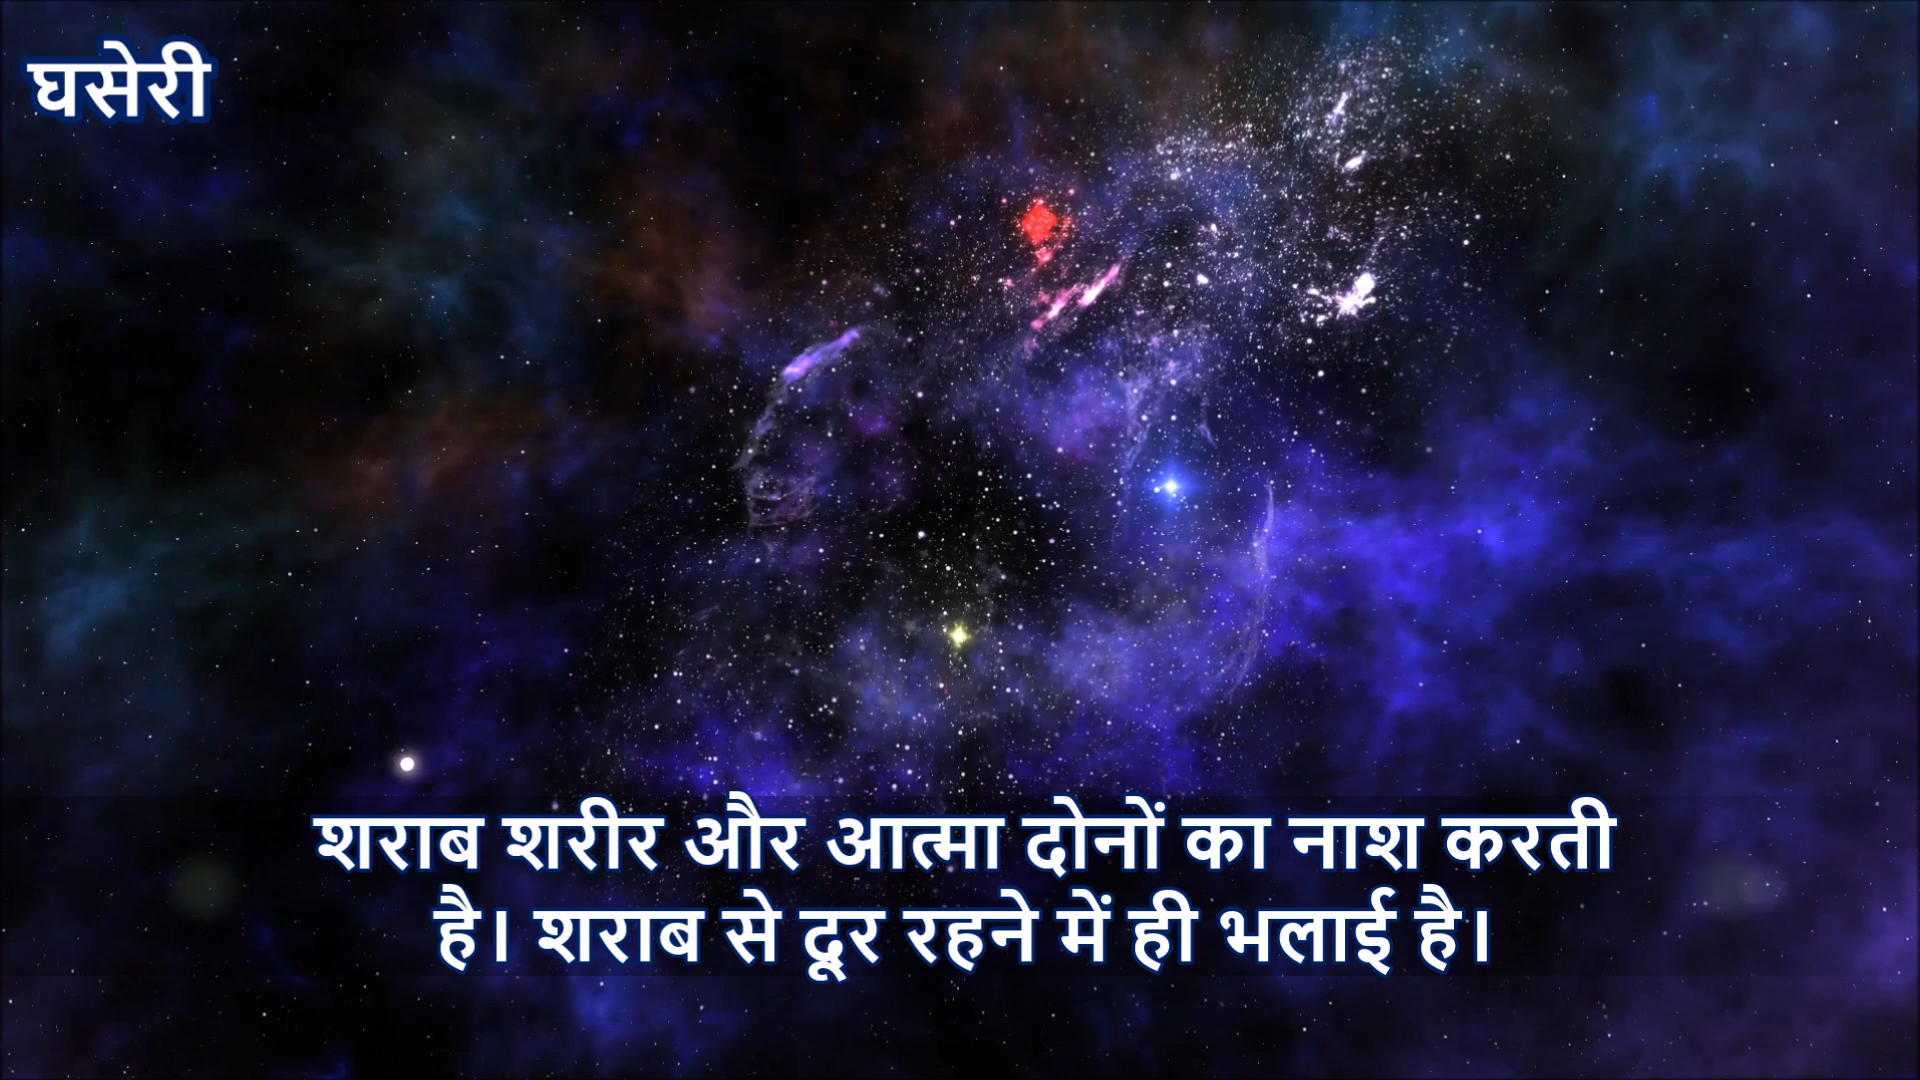 घसेरी
शराब शरीर और आत्मा दोनों का नाश करती
है। शराब से दूर रहने में ही भलाई है।